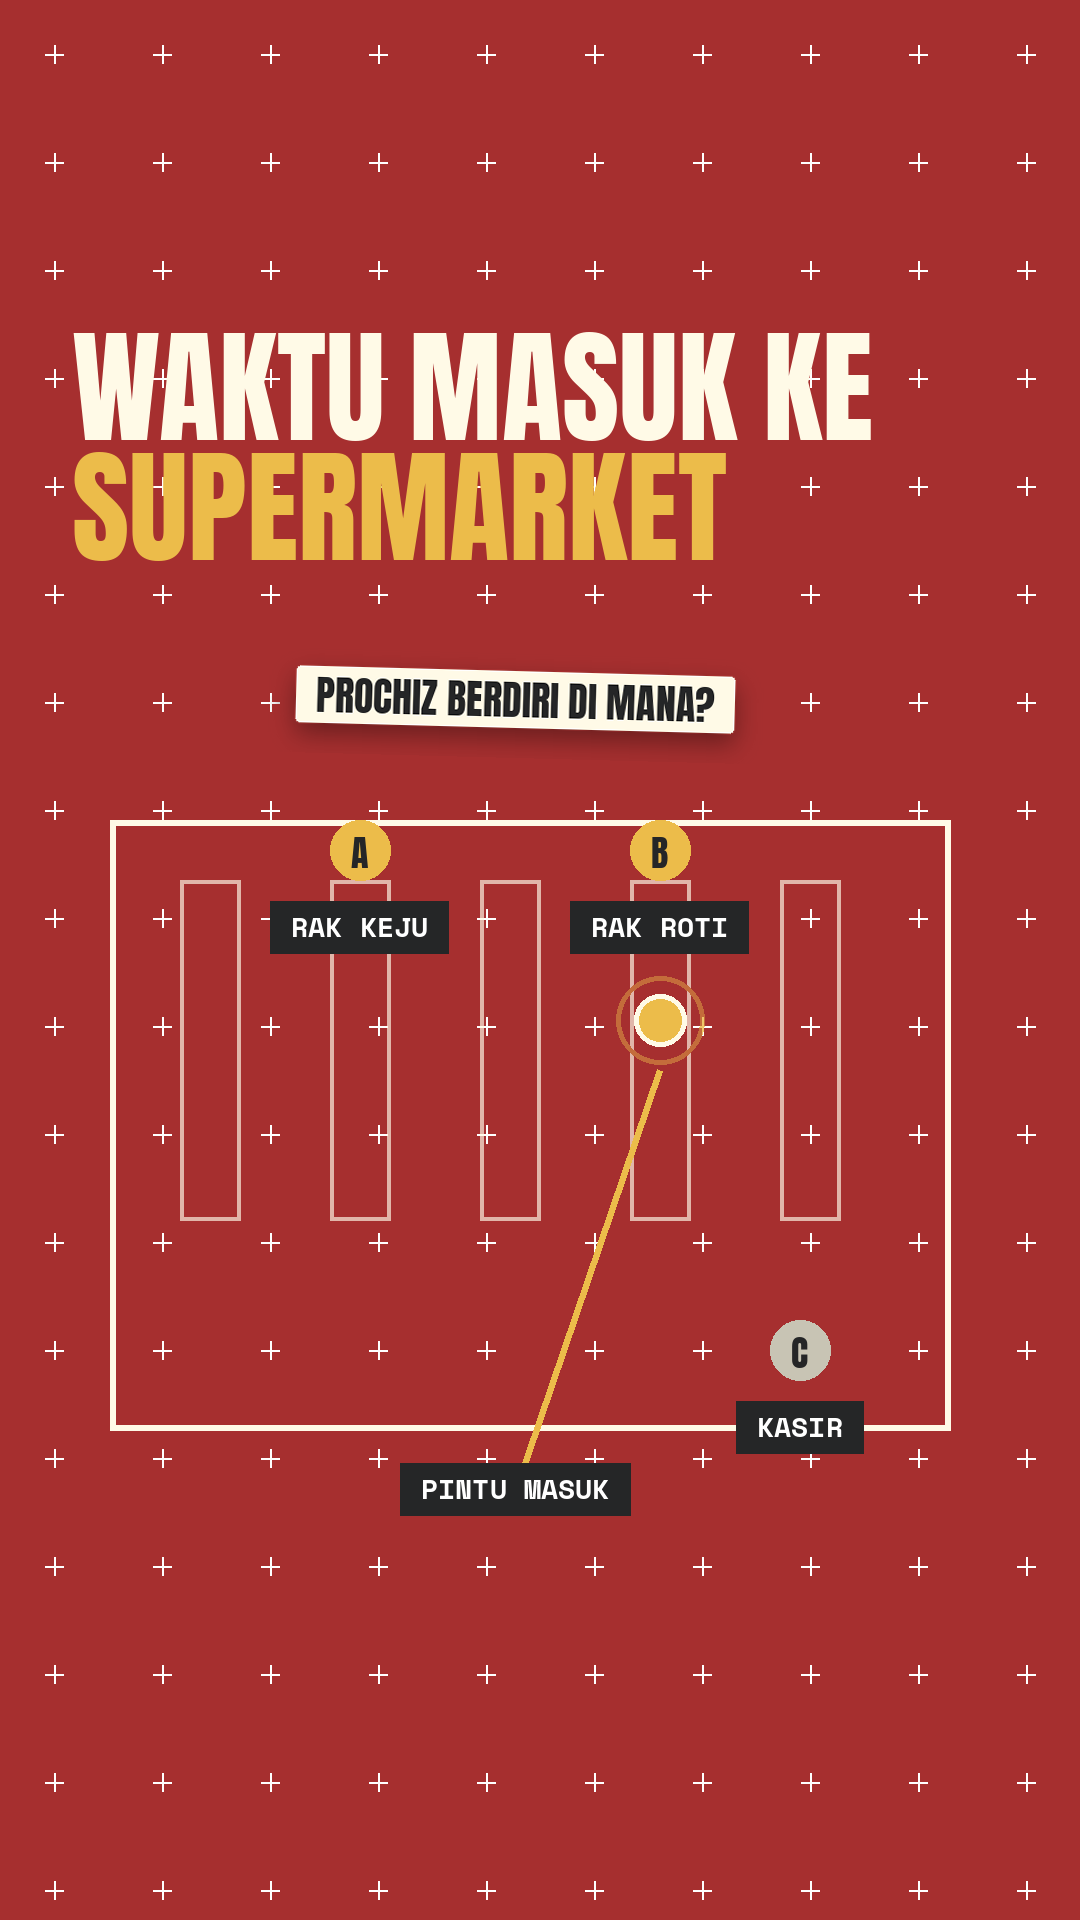 WAKTU MASUK KE
SUPERMARKET
PROCHIZ BERDIRI DI MANA?
A
B
RAK KEJU
RAK ROTI
C
KASIR
PINTU MASUK